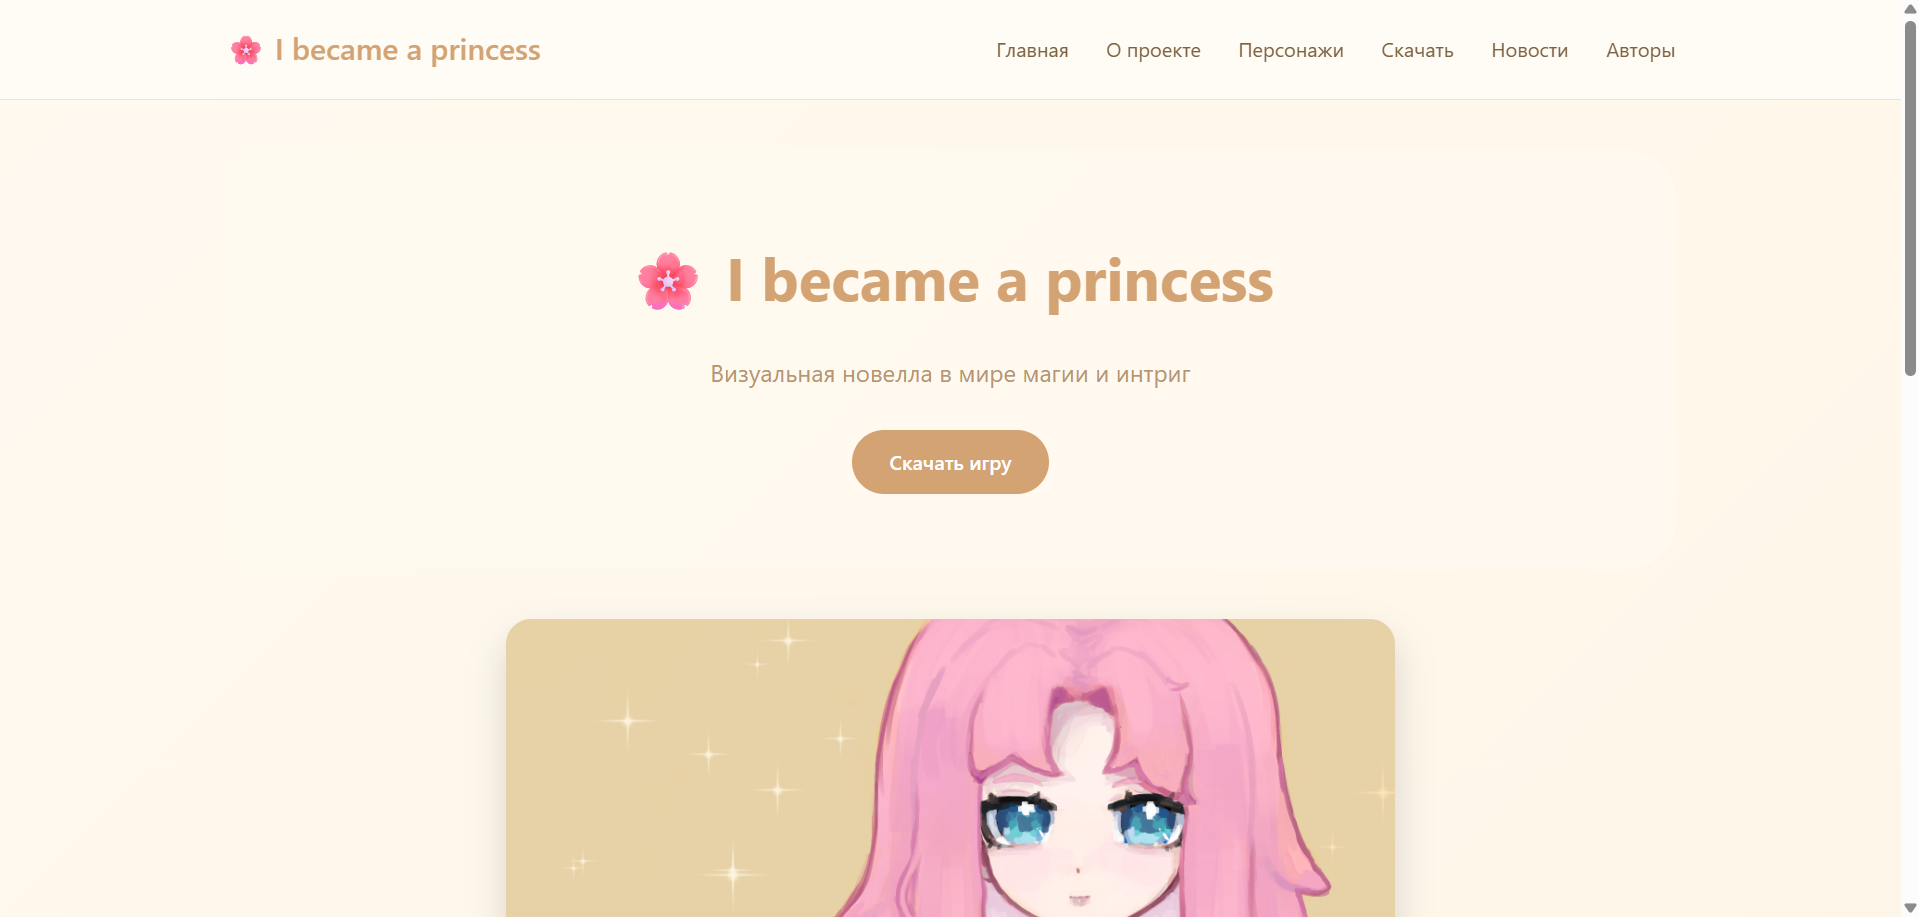 I became a princess
Главная О проекте Персонажи Скачать Новости Авторы
I became a princess
Визуальная новелла в мире магии и интриг
Скачать игру